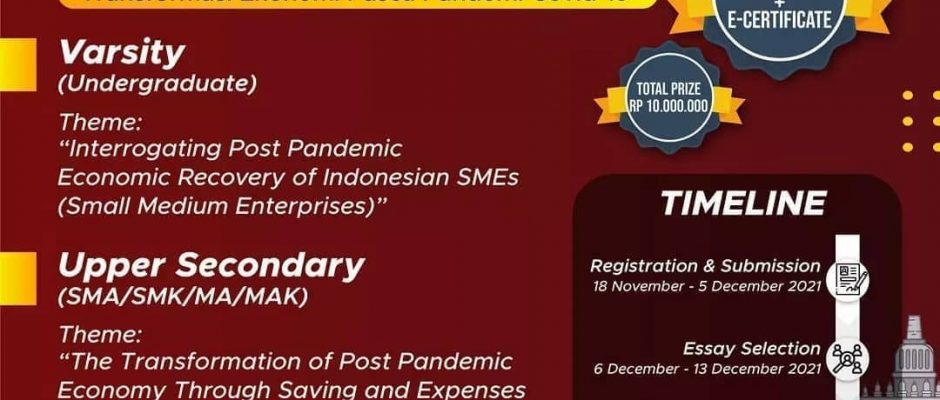 +
E-CERTIFICATE
Varsity
(Undergraduate)
Theme:
“Interrogating Post Pandemic
Economic Recovery of Indonesian SMEs
(Small Medium Enterprises)”
TOTAL PRIZE
RP 10.000.000
Upper Secondary
(SMA/SMK/MA/MAK)
Theme:
“The Transformation of Post Pandemic
Economy Through Saving and Expenses
TIMELINE
Registration & Submission
18 November - 5 December 2021
Essay Selection
6 December - 13 December 2021